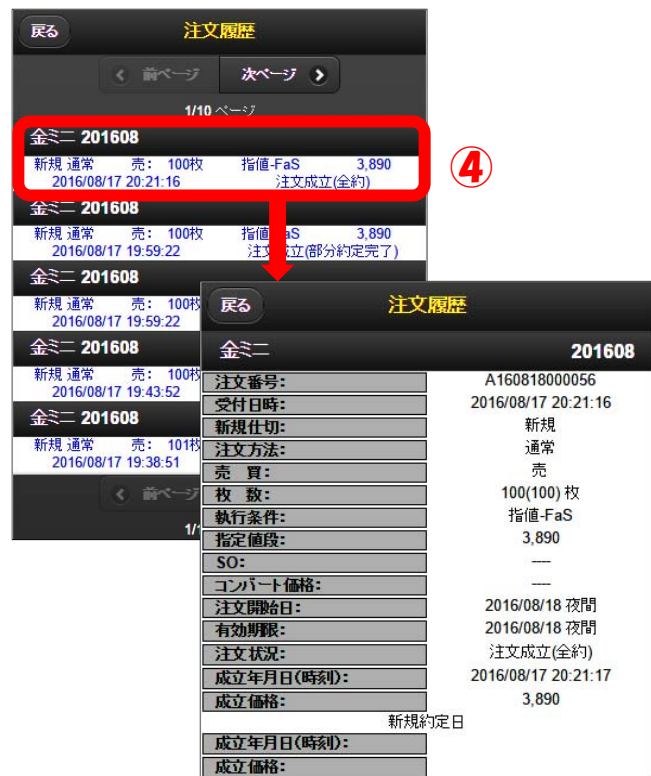 戻る 注文履歴
前ページ 次ページ
1/10 ページ
金ミニ 201608
新規 通常 売: 100枚 指値-FaS 3,890
2016/08/17 20:21:16 注文成立(全約)
④
金ミニ 201608
新規 通常 売: 100枚 指値 aS 3,890
2016/08/17 19:59:22 注文 立(部分約定完了)
金ミニ 201608
新規 通常 売: 100枚
2016/08/17 19:59:22
金ミニ 201608
新規 通常 売: 100枚
2016/08/17 19:43:52
金ミニ 201608
新規 通常 売: 101枚
2016/08/17 19:38:51
前ページ
1/
戻る 注文履歴
金ミニ 201608
注文番号: A160818000056
受付日時: 2016/08/17 20:21:16
新規仕切: 新規
注文方法: 通常
売 買: 売
枚 数: 100(100) 枚
執行条件: 指値-FaS
指定値段: 3,890
SO: ----
コンバート価格: ----
注文開始日: 2016/08/18 夜間
有効期限: 2016/08/18 夜間
注文状況: 注文成立(全約)
成立年月日(時刻): 2016/08/17 20:21:17
成立価格: 3,890
新規約定日
成立年月日(時刻):
成立価格: